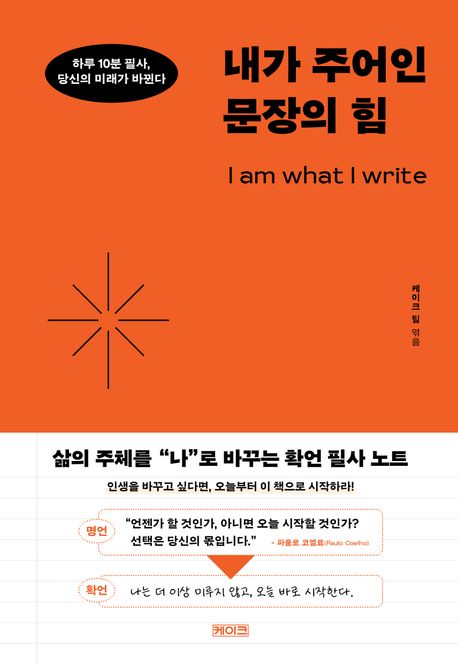 하루 10분 필사,
당신의 미래가 바뀐다
내가 주어인
문장의 힘
I am what I write
케이크 팀 엮음
삶의 주체를 “나”로 바꾸는 확언 필사 노트
인생을 바꾸고 싶다면, 오늘부터 이 책으로 시작하라!
명언
“언젠가 할 것인가, 아니면 오늘 시작할 것인가?
선택은 당신의 몫입니다.” - 파울로 코엘료(Paulo Coelho)
확언
나는 더 이상 미루지 않고, 오늘 바로 시작한다.
케이크